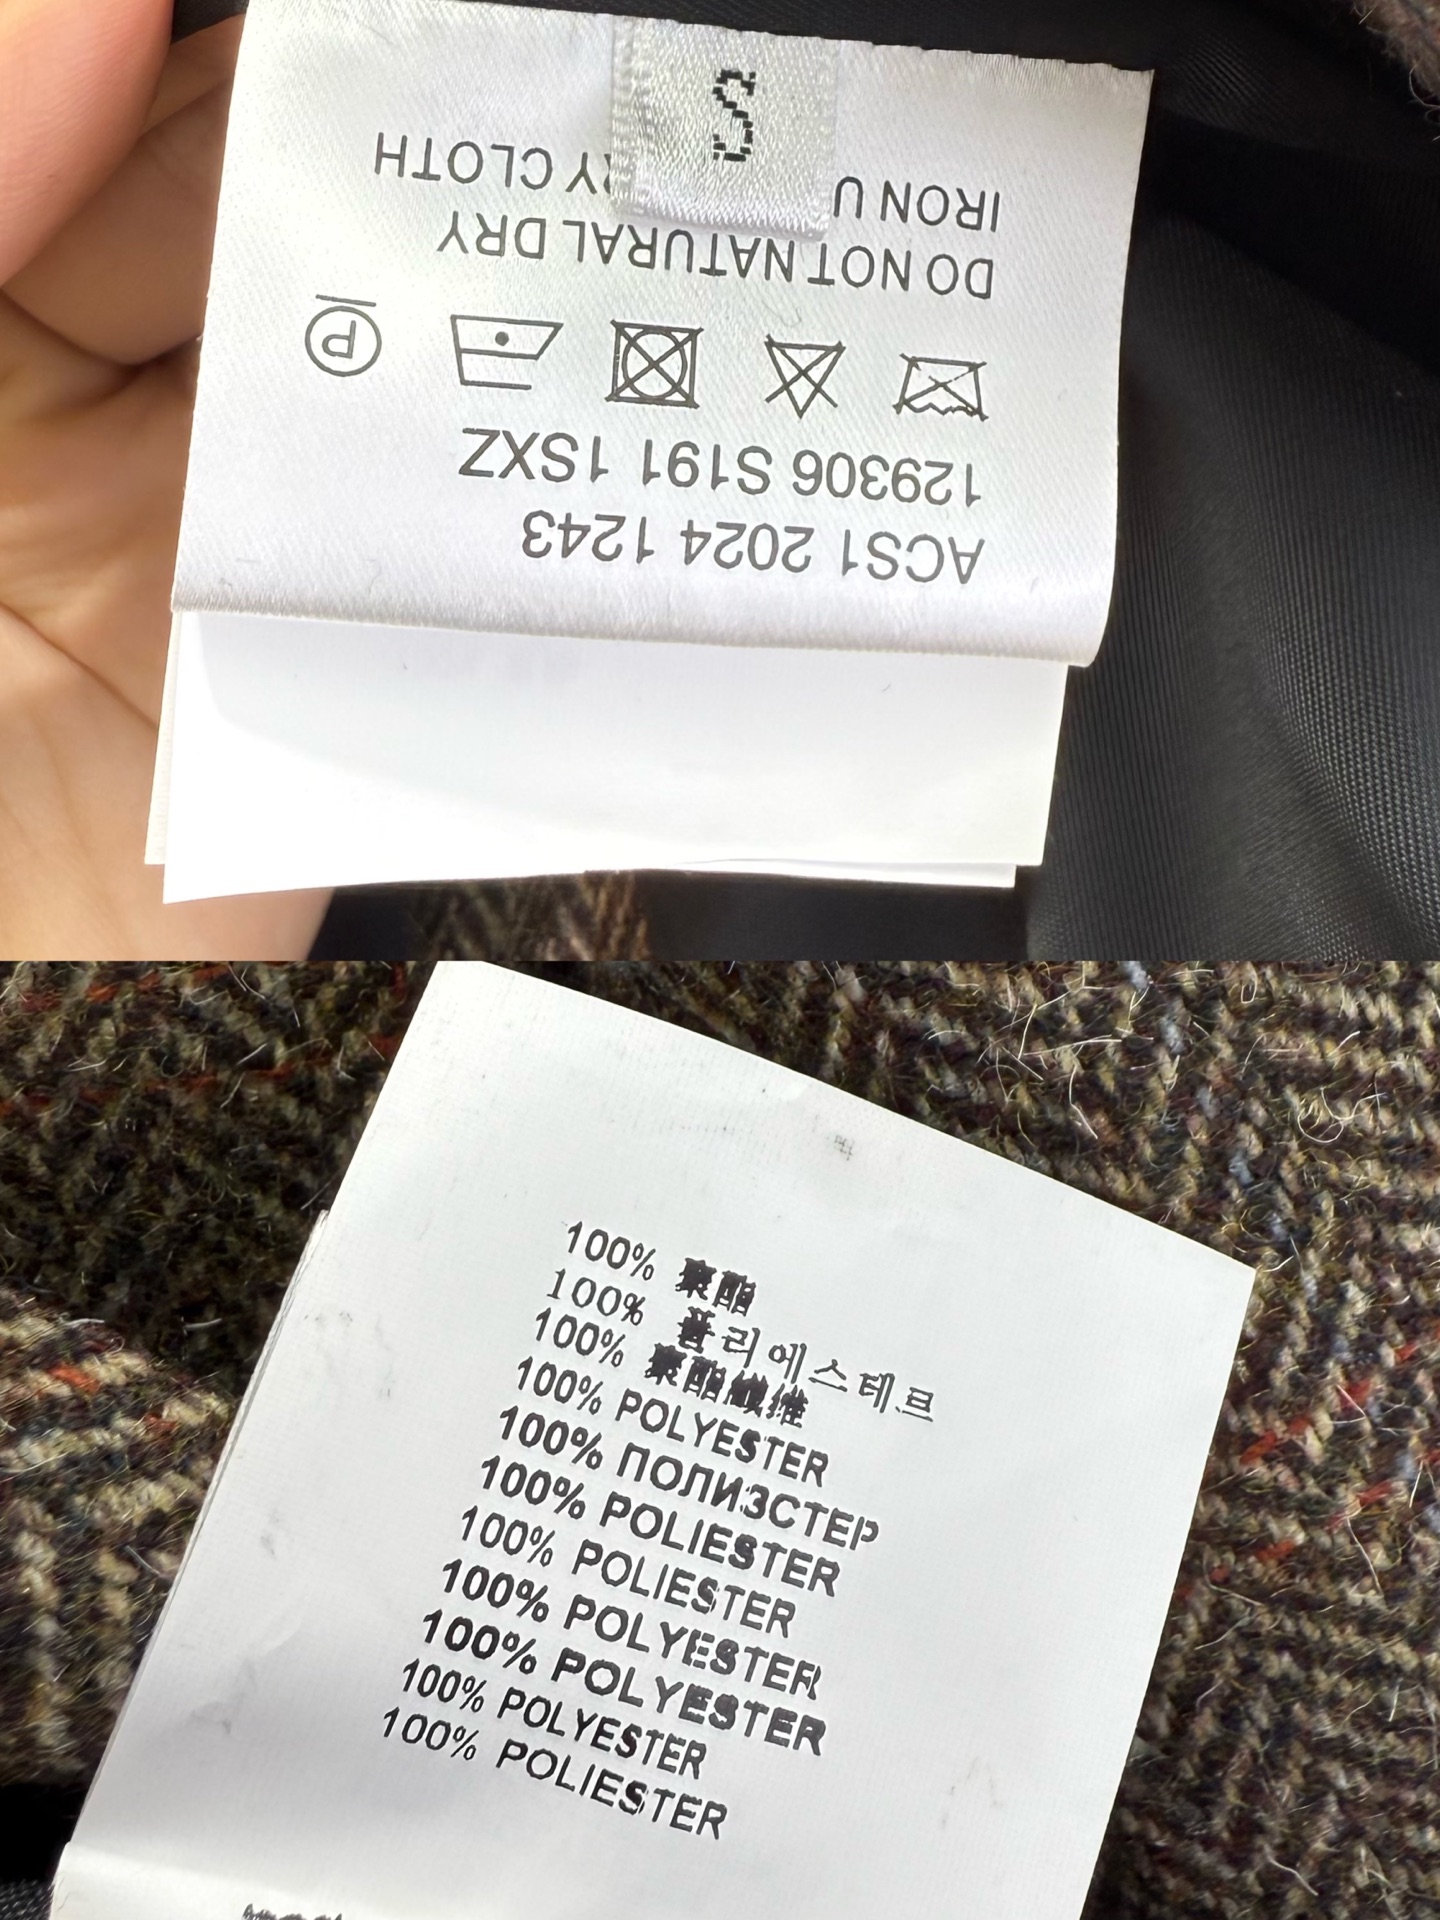 ACS1 2024 1243
129306 S191 1SXZ
P
DO NOT NATURAL DRY
IRON U RY CLOTH
S
100% 聚酯
100% 폴리에스테르
100% 聚酯纖維
100% POLYESTER
100% ПОЛИЗСТЕР
100% POLIESTER
100% POLIESTER
100% POLYESTER
100% POLYESTER
100% POLYESTER
100% POLIESTER